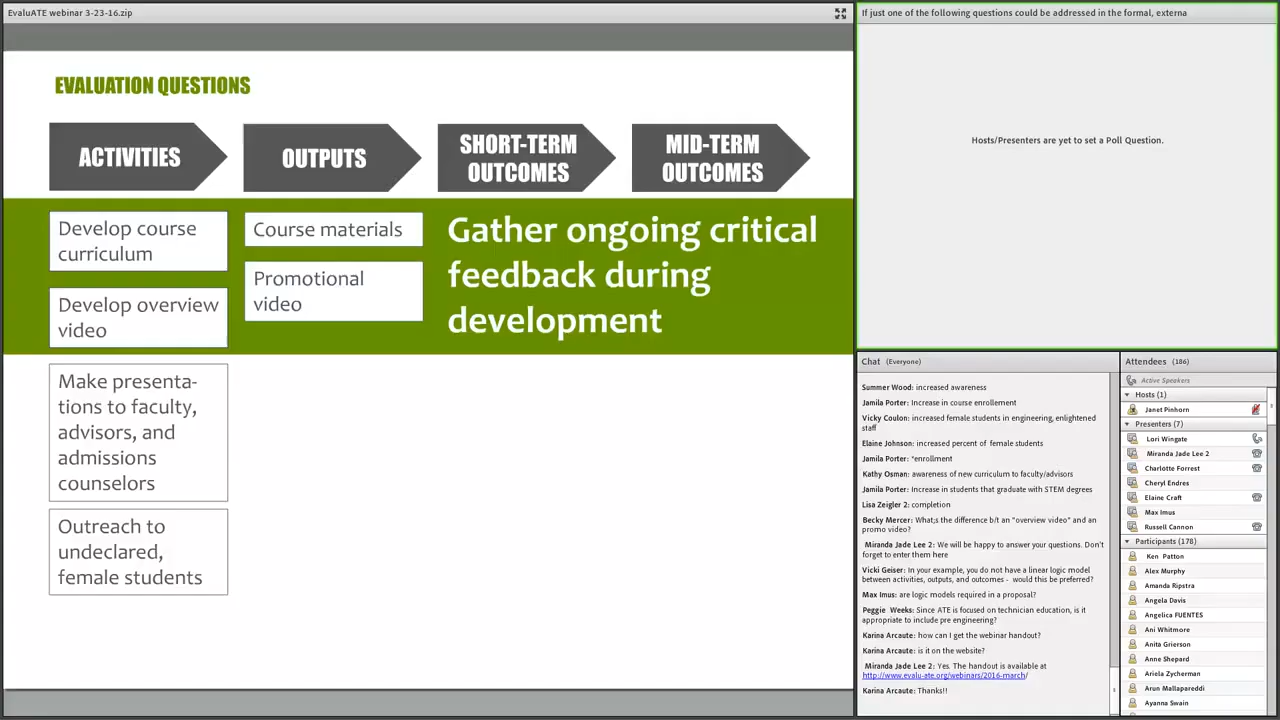 EvaluATE webinar 3-23-16.zip
EVALUATION QUESTIONS
ACTIVITIES
OUTPUTS
SHORT-TERM
OUTCOMES
MID-TERM
OUTCOMES
Develop course
curriculum
Develop overview
video
Course materials
Promotional
video
Gather ongoing critical
feedback during
development
Make presenta-
tions to faculty,
advisors, and
admissions
counselors
Outreach to
undeclared,
female students
If just one of the following questions could be addressed in the formal, externa
Hosts/Presenters are yet to set a Poll Question.
Chat (Everyone)
Summer Wood: increased awareness
Jamila Porter: Increase in course enrollement
Vicky Coulon: increased female students in engineering, enlightened
staff
Elaine Johnson: increased percent of female students
Jamila Porter: *enrollment
Kathy Osman: awareness of new curriculum to faculty/advisors
Jamila Porter: Increase in students that graduate with STEM degrees
Lisa Zeigler 2: completion
Becky Mercer: What;s the difference b/t an "overview video" and an
promo video?
Miranda Jade Lee 2: We will be happy to answer your questions. Don't
forget to enter them here
Vicki Geiser: In your example, you do not have a linear logic model
between activities, outputs, and outcomes - would this be preferred?
Max Imus: are logic models required in a proposal?
Peggie Weeks: Since ATE is focused on technician education, is it
appropriate to include pre engineering?
Karina Arcaute: how can I get the webinar handout?
Karina Arcaute: is it on the website?
Miranda Jade Lee 2: Yes. The handout is available at
http://www.evalu-ate.org/webinars/2016-march/
Karina Arcaute: Thanks!!
Attendees (186)
Active Speakers
Hosts (1)
Janet Pinhorn
Presenters (7)
Lori Wingate
Miranda Jade Lee 2
Charlotte Forrest
Cheryl Endres
Elaine Craft
Max Imus
Russell Cannon
Participants (178)
Ken Patton
Alex Murphy
Amanda Ripstra
Angela Davis
Angelica FUENTES
Ani Whitmore
Anita Grierson
Anne Shepard
Ariela Zycherman
Arun Mallapareddi
Ayanna Swain